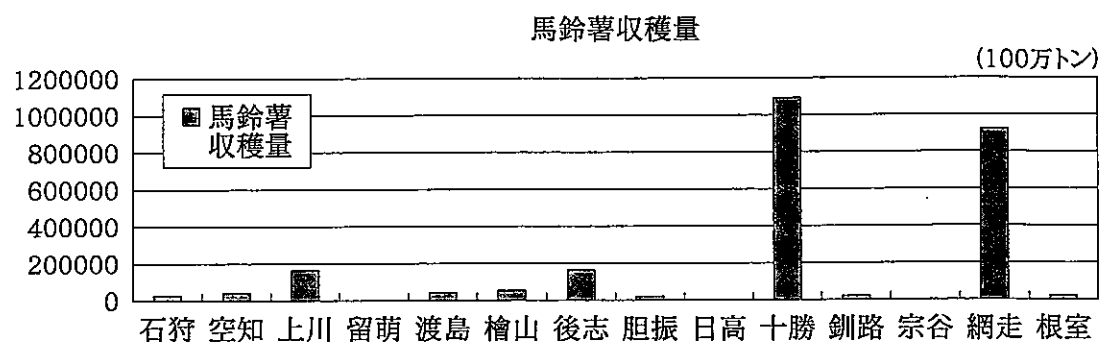 馬鈴薯収穫量
(100万トン)
1200000
1000000
800000
600000
400000
200000
0
馬鈴薯
収穫量
石狩 空知 上川 留萌 渡島 檜山 後志 胆振 日高 十勝 釧路 宗谷 網走 根室